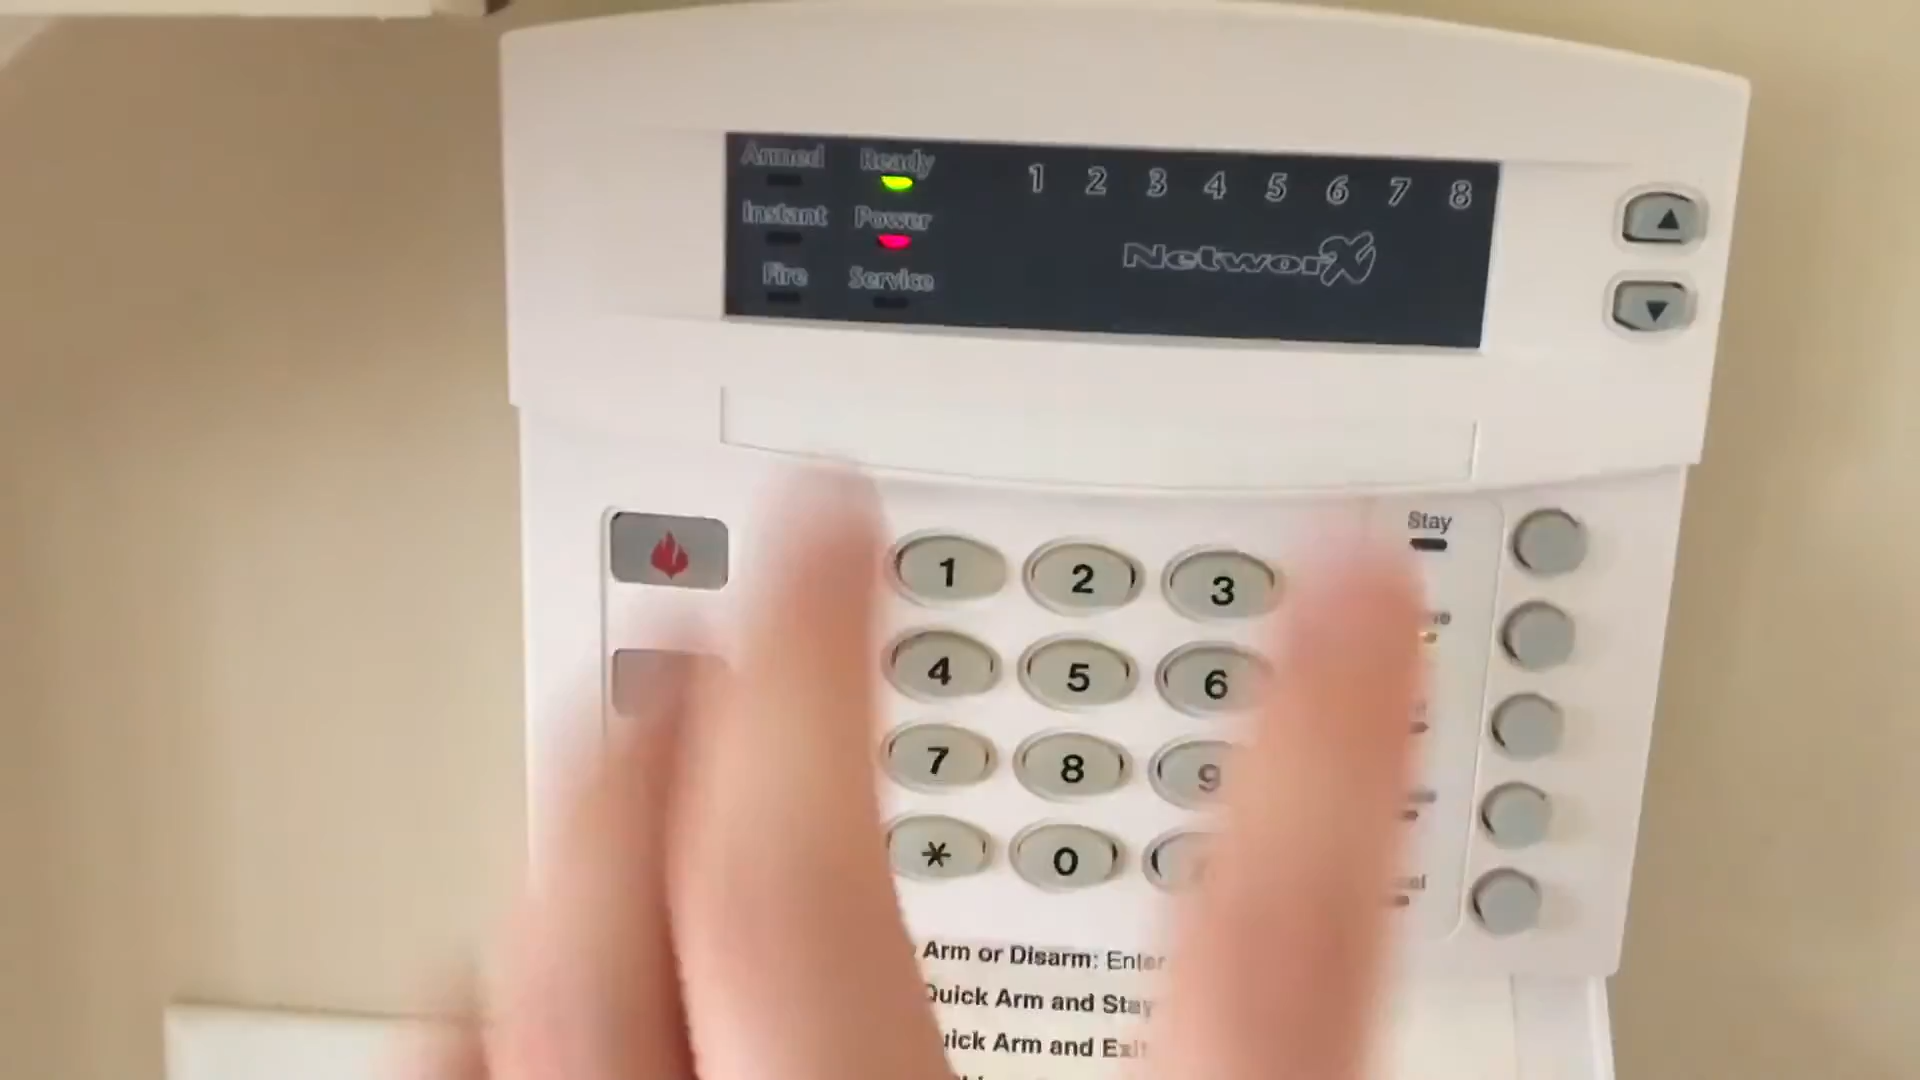 Armed Ready
1 2 3 4 5 6 7 8
Instant Power
NetworX
Fire Service
Stay
1 2 3
4 5 6
7 8 9
* 0
Arm or Disarm: Enter
Quick Arm and Stay
Quick Arm and Exit